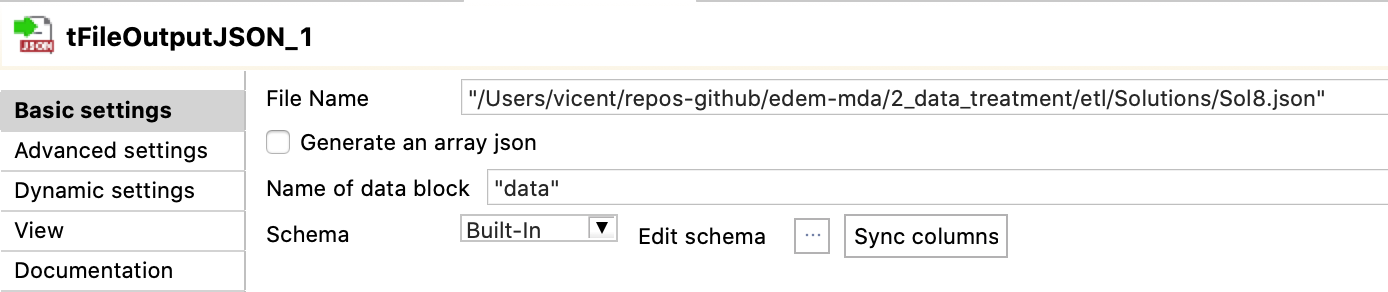 JSON
tFileOutputJSON_1
Basic settings
Advanced settings
Dynamic settings
View
Documentation
File Name "/Users/vicent/repos-github/edem-mda/2_data_treatment/etl/Solutions/Sol8.json"
Generate an array json
Name of data block "data"
Schema Built-In Edit schema ... Sync columns